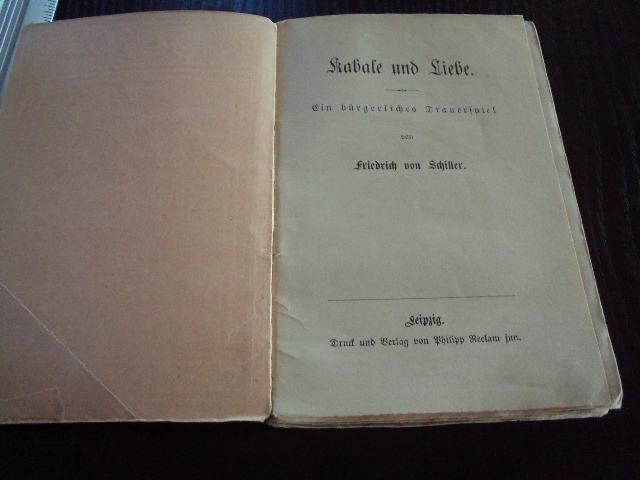 Kabale und Liebe.
Ein bürgerliches Trauerspiel
von
Friedrich von Schiller.
Leipzig.
Druck und Verlag von Philipp Reclam jun.